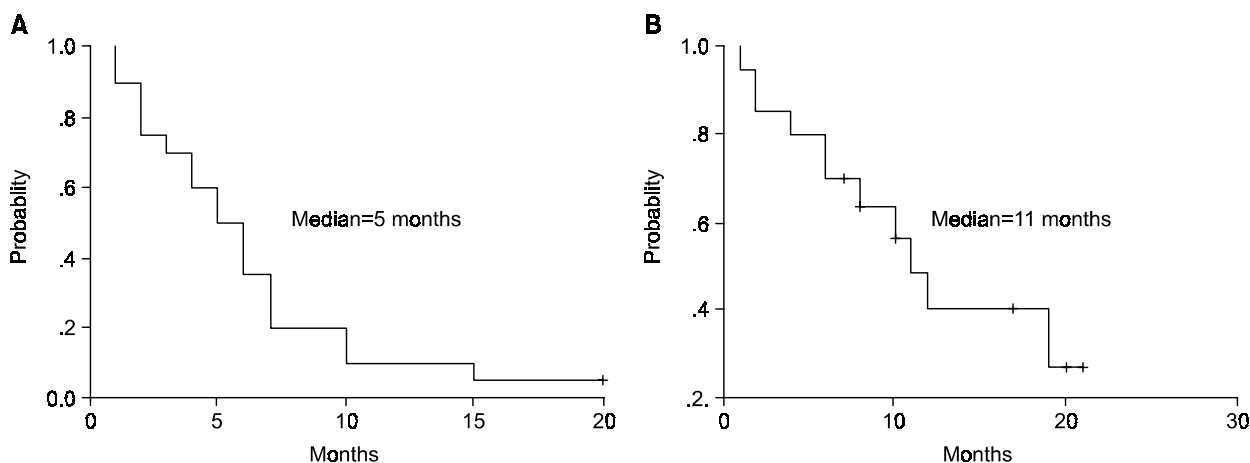 A
1.0
.8
.6
.4
.2
0.0
Probablity
Median=5 months
0 5 10 15 20
Months
B
1.0
.8
.6
.4
.2.
Probablity
Median=11 months
0 10 20 30
Months